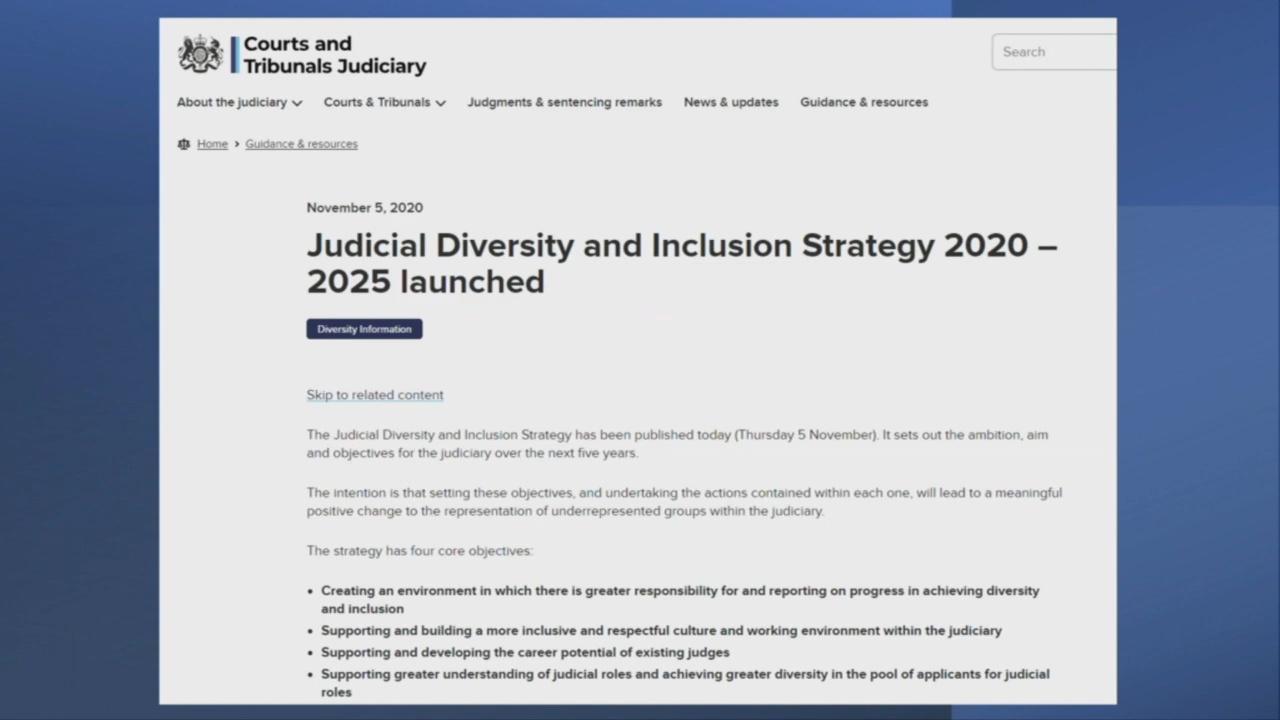 Courts and
Tribunals Judiciary
Search
About the judiciary Courts & Tribunals Judgments & sentencing remarks News & updates Guidance & resources
Home > Guidance & resources
November 5, 2020
Judicial Diversity and Inclusion Strategy 2020 –
2025 launched
Diversity Information
Skip to related content
The Judicial Diversity and Inclusion Strategy has been published today (Thursday 5 November). It sets out the ambition, aim
and objectives for the judiciary over the next five years.
The intention is that setting these objectives, and undertaking the actions contained within each one, will lead to a meaningful
positive change to the representation of underrepresented groups within the judiciary.
The strategy has four core objectives:
• Creating an environment in which there is greater responsibility for and reporting on progress in achieving diversity
and inclusion
• Supporting and building a more inclusive and respectful culture and working environment within the judiciary
• Supporting and developing the career potential of existing judges
• Supporting greater understanding of judicial roles and achieving greater diversity in the pool of applicants for judicial
roles